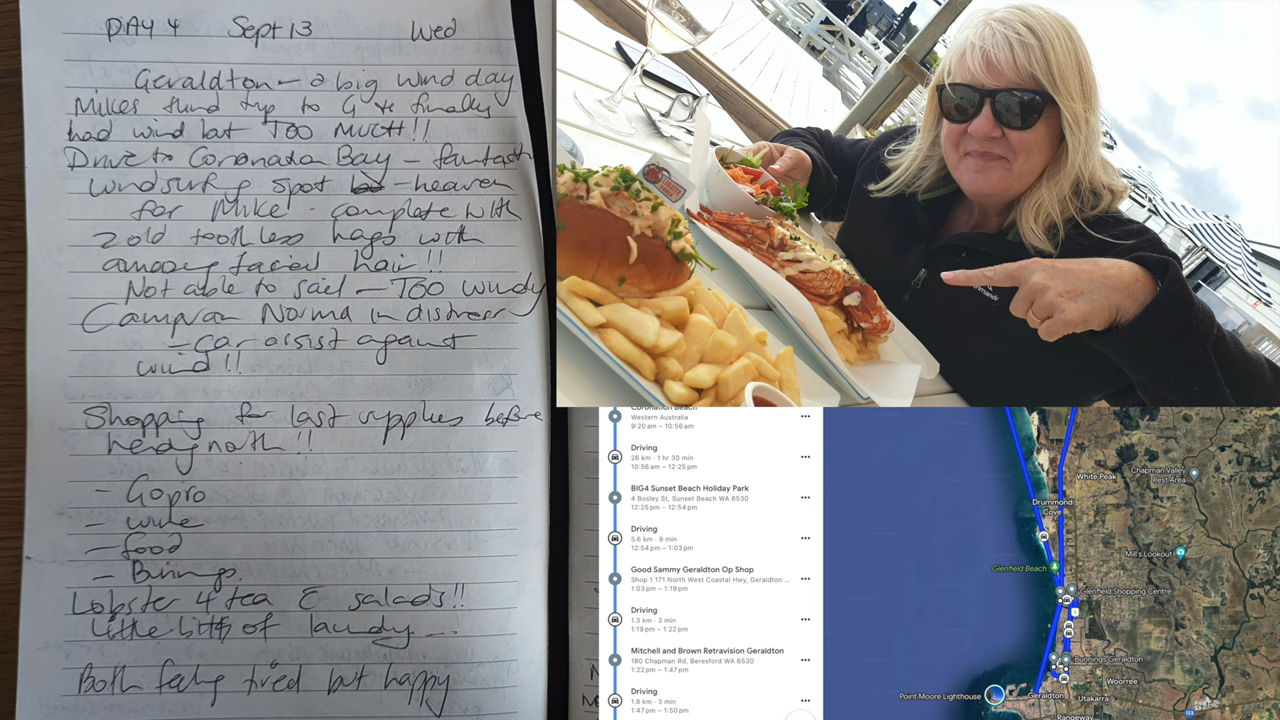 DAY 4 Sept 13 Wed
Geraldton – a big wind day
Mikes third trip to G & finally
had wind but TOO MUCH!!
Drive to Coronation Bay – fantastic
windsurfing spot – heaven
for Mike – complete with
2 old toothless hags with
amazing facial hair!!
Not able to sail – TOO windy
Campvan Norma in distress
– car assist against
wind!!
Shopping for last supplies before
heady north!!
– Gopro
– wine
– food
– Bunnings
Lobster 4 tea & salads!!
Little bit of laundry ...
Both feeling tired but happy
Coronation Beach
Western Australia
9:20 am – 10:56 am
Driving
26 km · 1 hr 30 min
10:56 am – 12:25 pm
BIG4 Sunset Beach Holiday Park
4 Bosley St, Sunset Beach WA 6530
12:25 pm – 12:54 pm
Driving
5.6 km · 9 min
12:54 pm – 1:03 pm
Good Sammy Geraldton Op Shop
Shop 1 171 North West Coastal Hwy, Geraldton ...
1:03 pm – 1:19 pm
Driving
1.3 km · 3 min
1:19 pm – 1:22 pm
Mitchell and Brown Retravision Geraldton
180 Chapman Rd, Beresford WA 6530
1:22 pm – 1:47 pm
Driving
1.8 km · 3 min
1:47 pm – 1:50 pm
White Peak
Chapman Valley
Rest Area
Drummond
Cove
Mill's Lookout
Glenfield Beach
Glenfield Shopping Centre
Bunnings Geraldton
Woorree
Point Moore Lighthouse
Geraldton
Utakarra
Rangeway
123